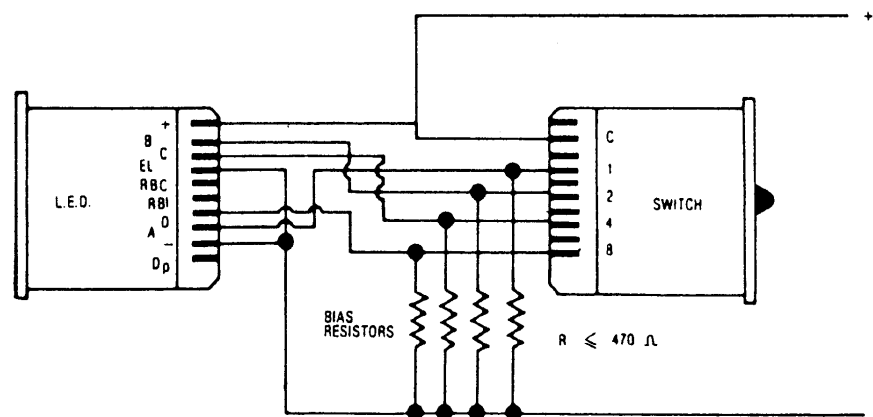 +
+
B
C
EL
RBC
RBI
D
A
−
Dp
L.E.D.
C
1
2
4
8
SWITCH
BIAS
RESISTORS
R ⩽ 470 Ω